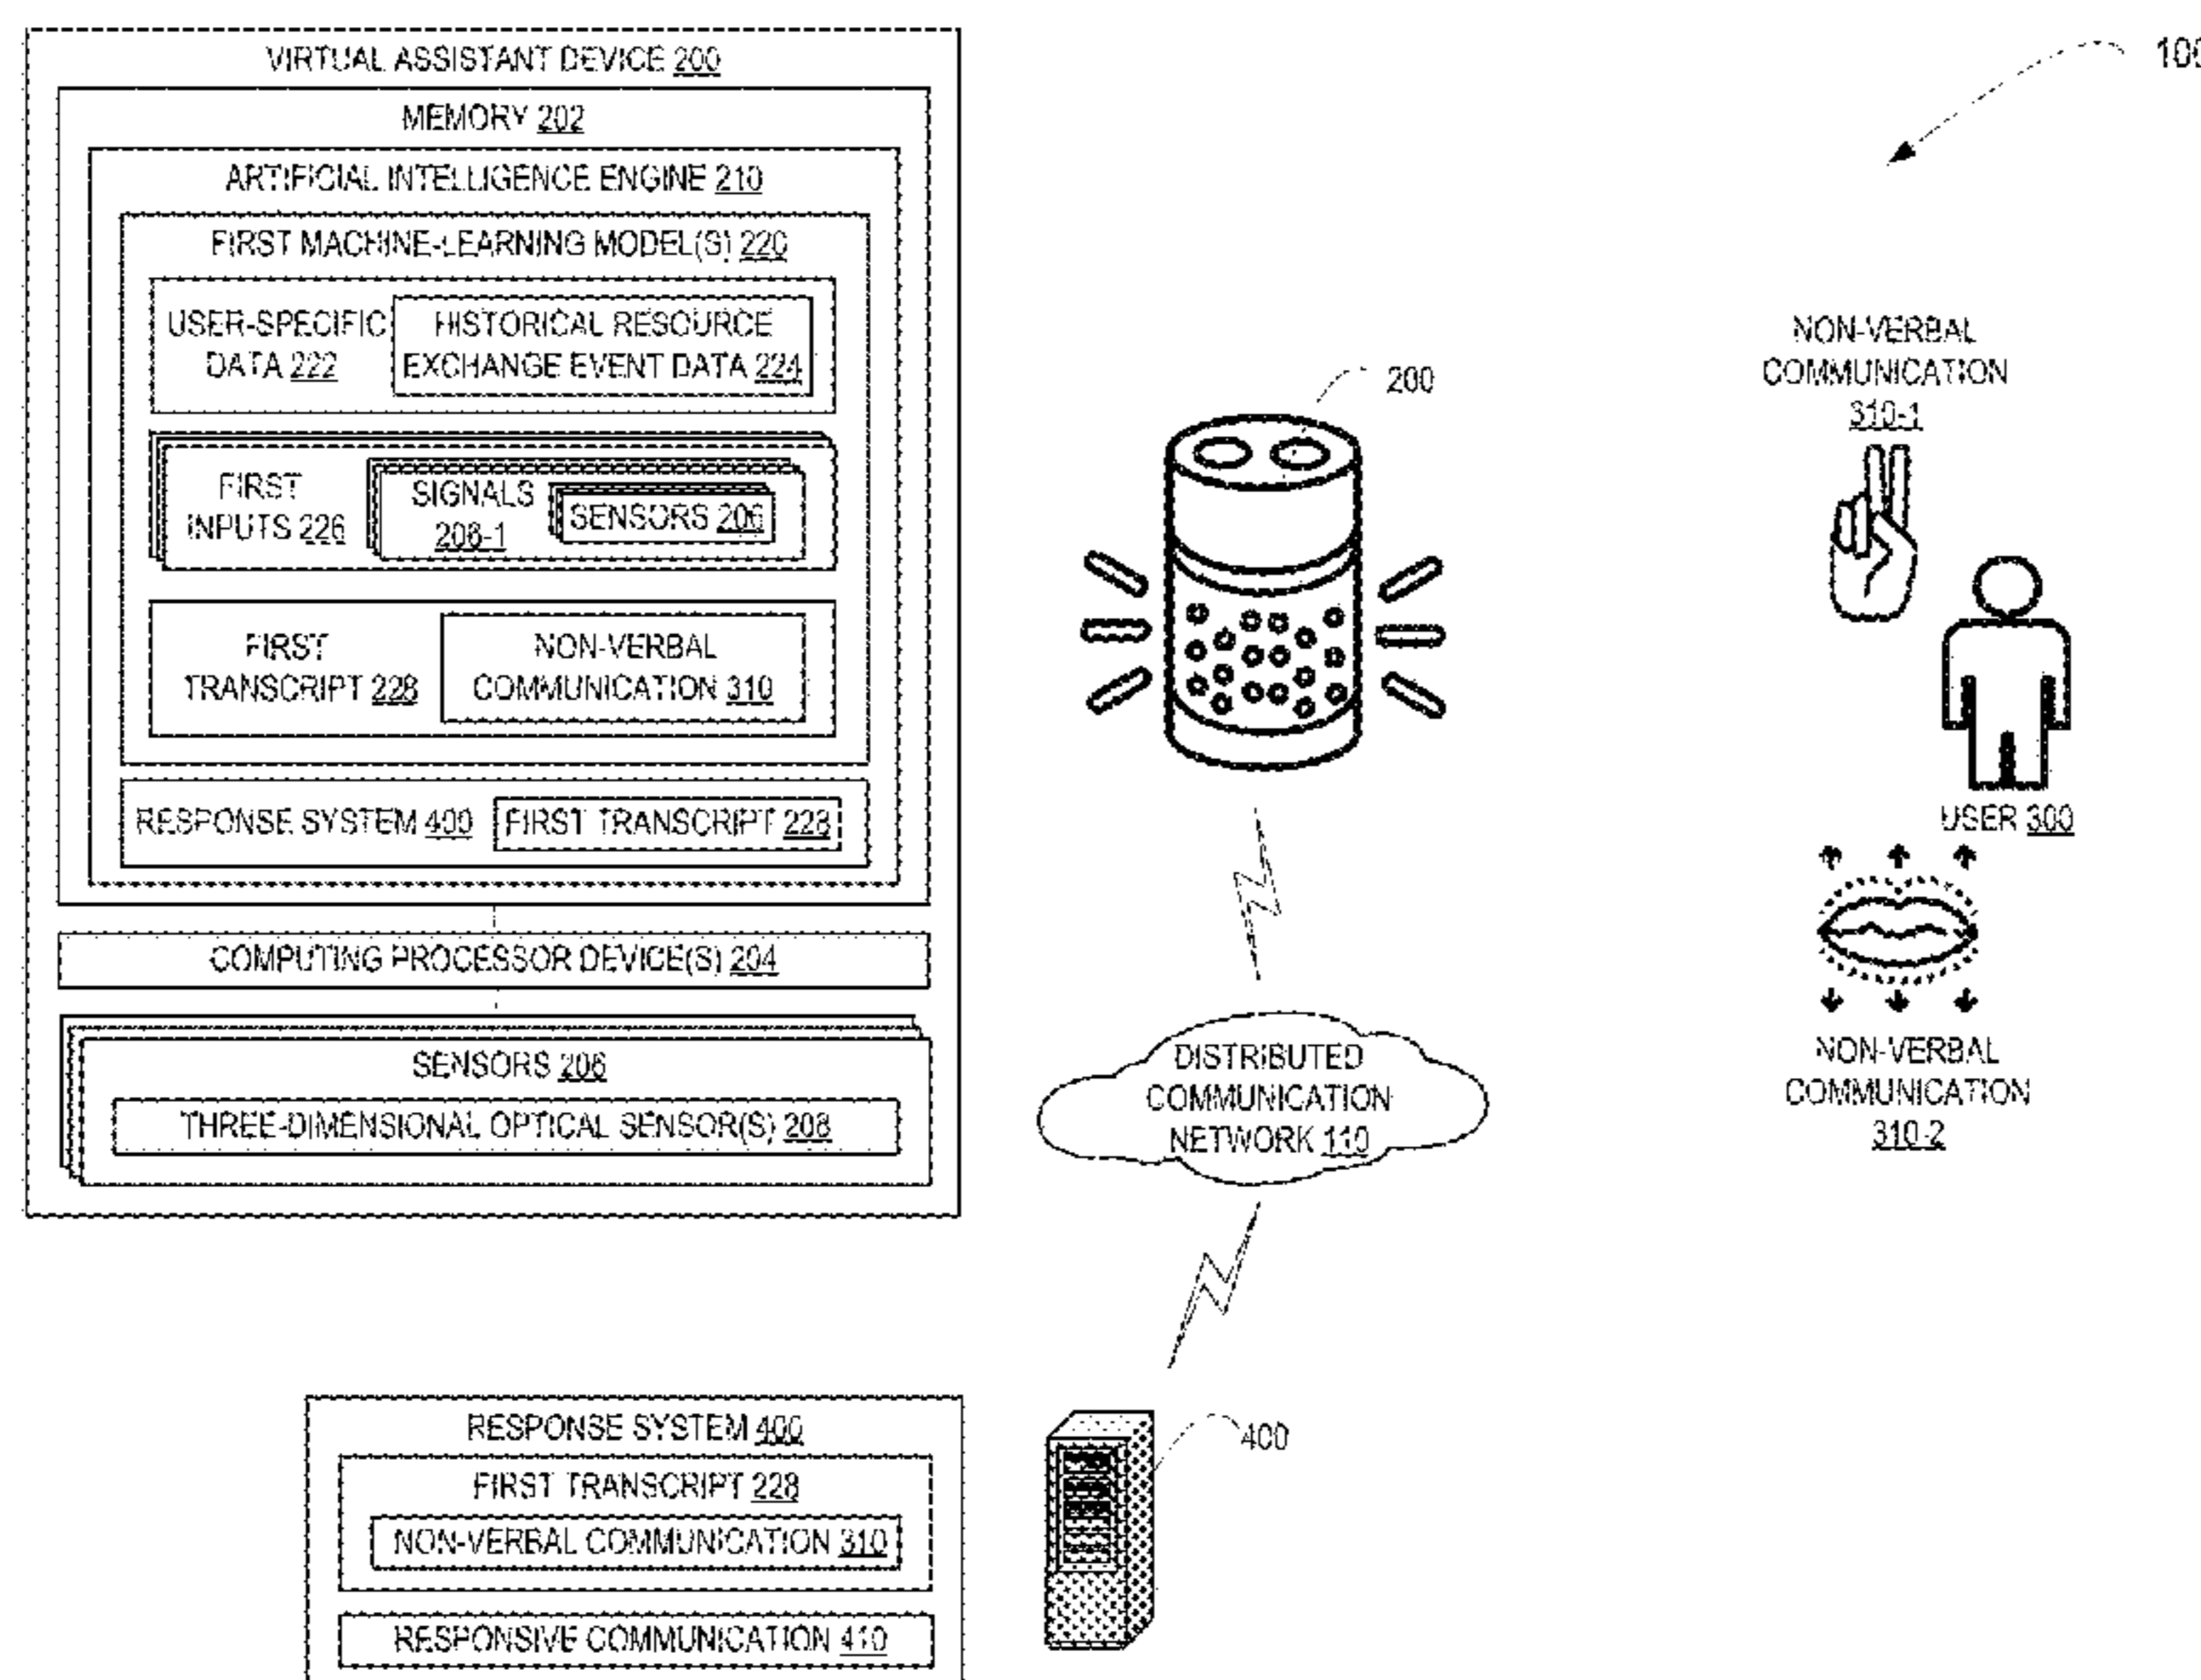 VIRTUAL ASSISTANT DEVICE 200
MEMORY 202
ARTIFICIAL INTELLIGENCE ENGINE 210
FIRST MACHINE-LEARNING MODEL(S) 220
USER-SPECIFIC
DATA 222
HISTORICAL RESOURCE
EXCHANGE EVENT DATA 224
FIRST
INPUTS 226
SIGNALS
208-1
SENSORS 206
FIRST
TRANSCRIPT 228
NON-VERBAL
COMMUNICATION 310
RESPONSE SYSTEM 400
FIRST TRANSCRIPT 228
COMPUTING PROCESSOR DEVICE(S) 204
SENSORS 206
THREE-DIMENSIONAL OPTICAL SENSOR(S) 208
200
DISTRIBUTED
COMMUNICATION
NETWORK 110
NON-VERBAL
COMMUNICATION
310-1
USER 300
NON-VERBAL
COMMUNICATION
310-2
RESPONSE SYSTEM 400
FIRST TRANSCRIPT 228
NON-VERBAL COMMUNICATION 310
RESPONSIVE COMMUNICATION 410
400